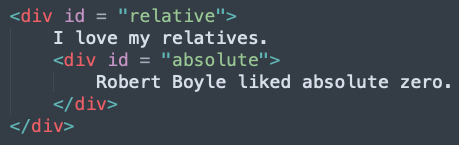 <div id = "relative">
    I love my relatives.
    <div id = "absolute">
        Robert Boyle liked absolute zero.
    </div>
</div>